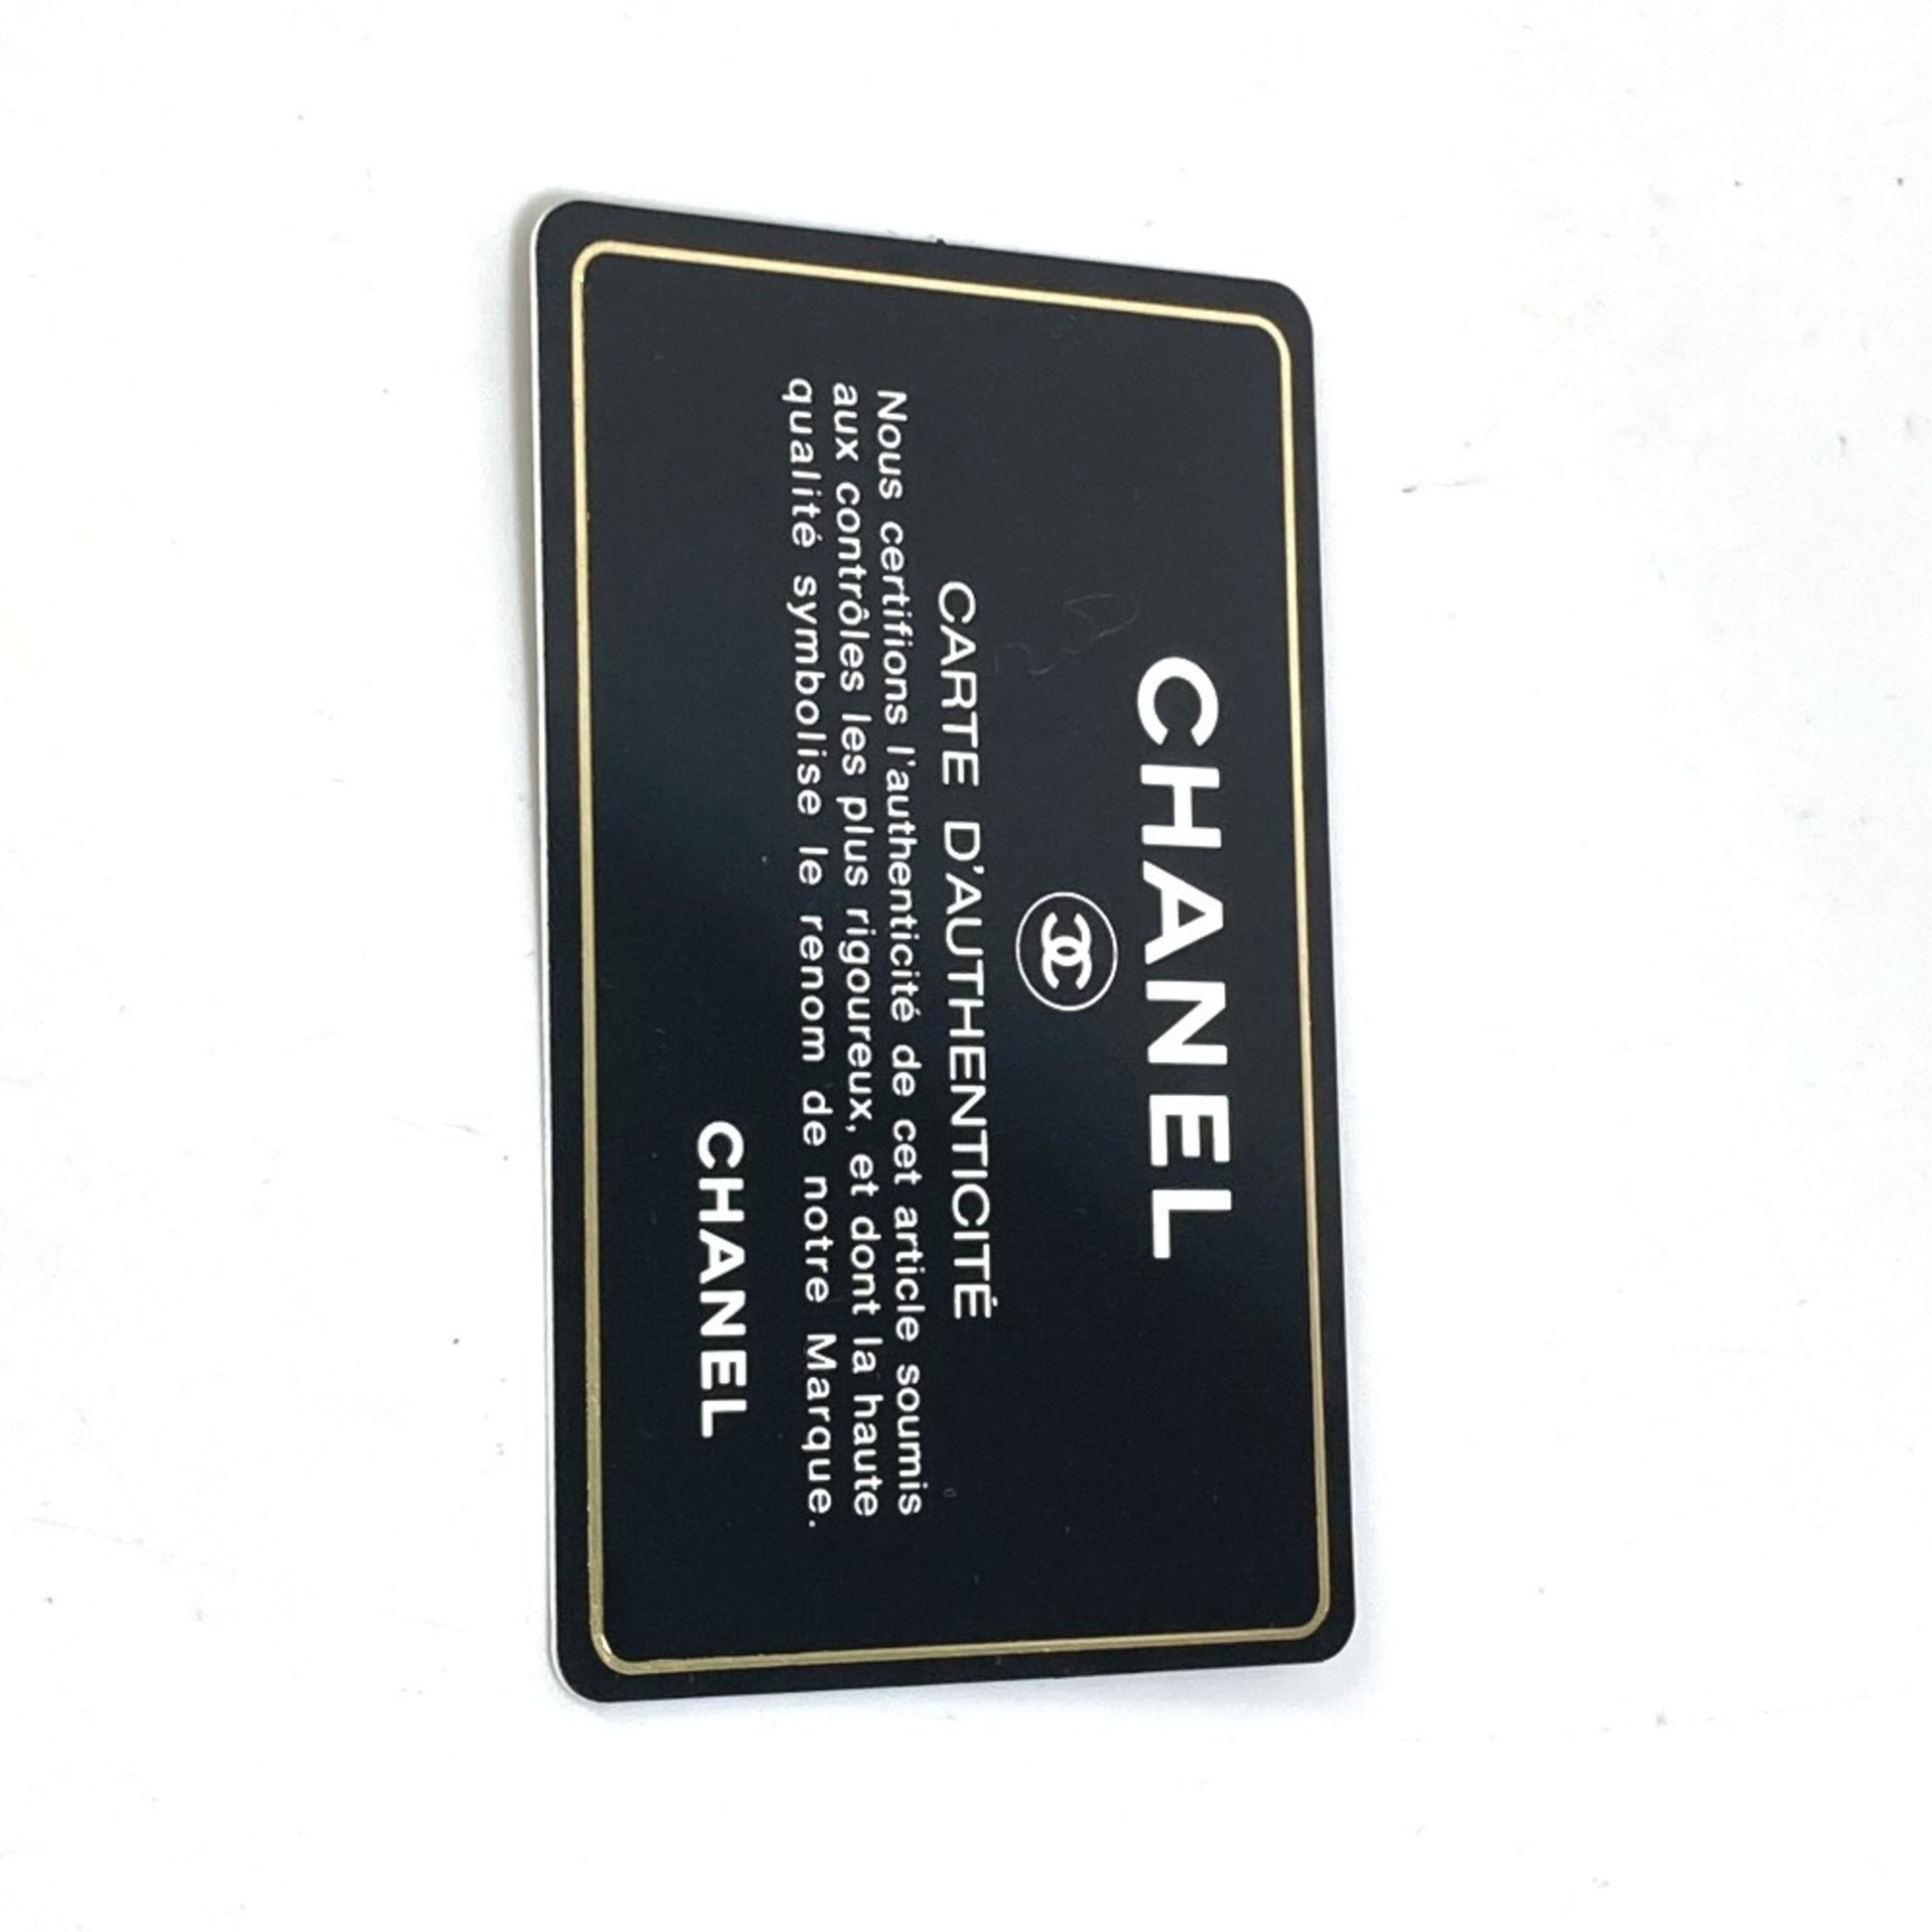 CHANEL
CARTE D'AUTHENTICITÉ
Nous certifions l'authenticité de cet article soumis
aux contrôles les plus rigoureux, et dont la haute
qualité symbolise le renom de notre Marque.
CHANEL